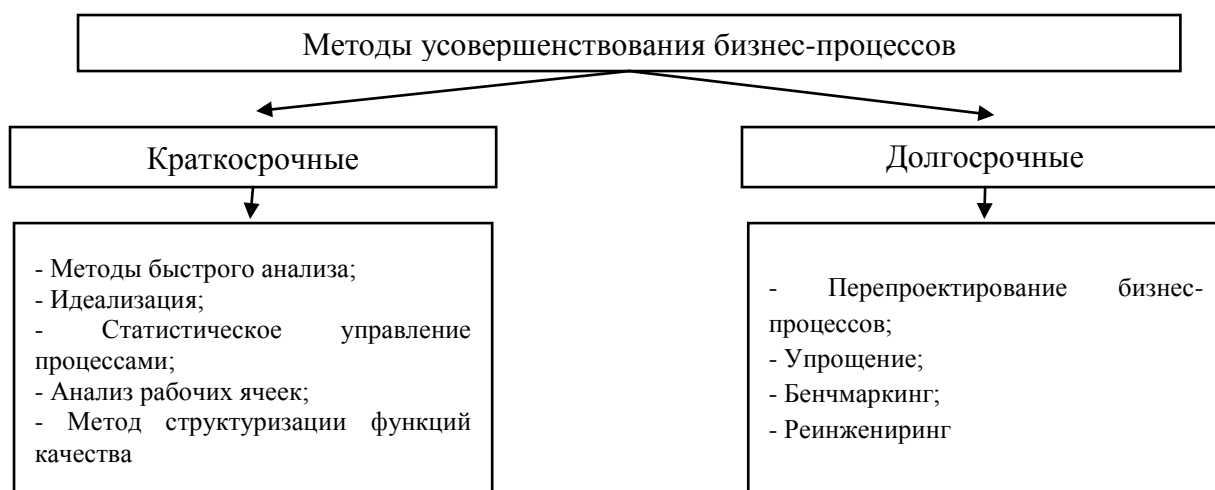 Методы усовершенствования бизнес-процессов
Краткосрочные
Долгосрочные
- Методы быстрого анализа;
- Идеализация;
- Статистическое управление
процессами;
- Анализ рабочих ячеек;
- Метод структуризации функций
качества
- Перепроектирование бизнес-
процессов;
- Упрощение;
- Бенчмаркинг;
- Реинжениринг